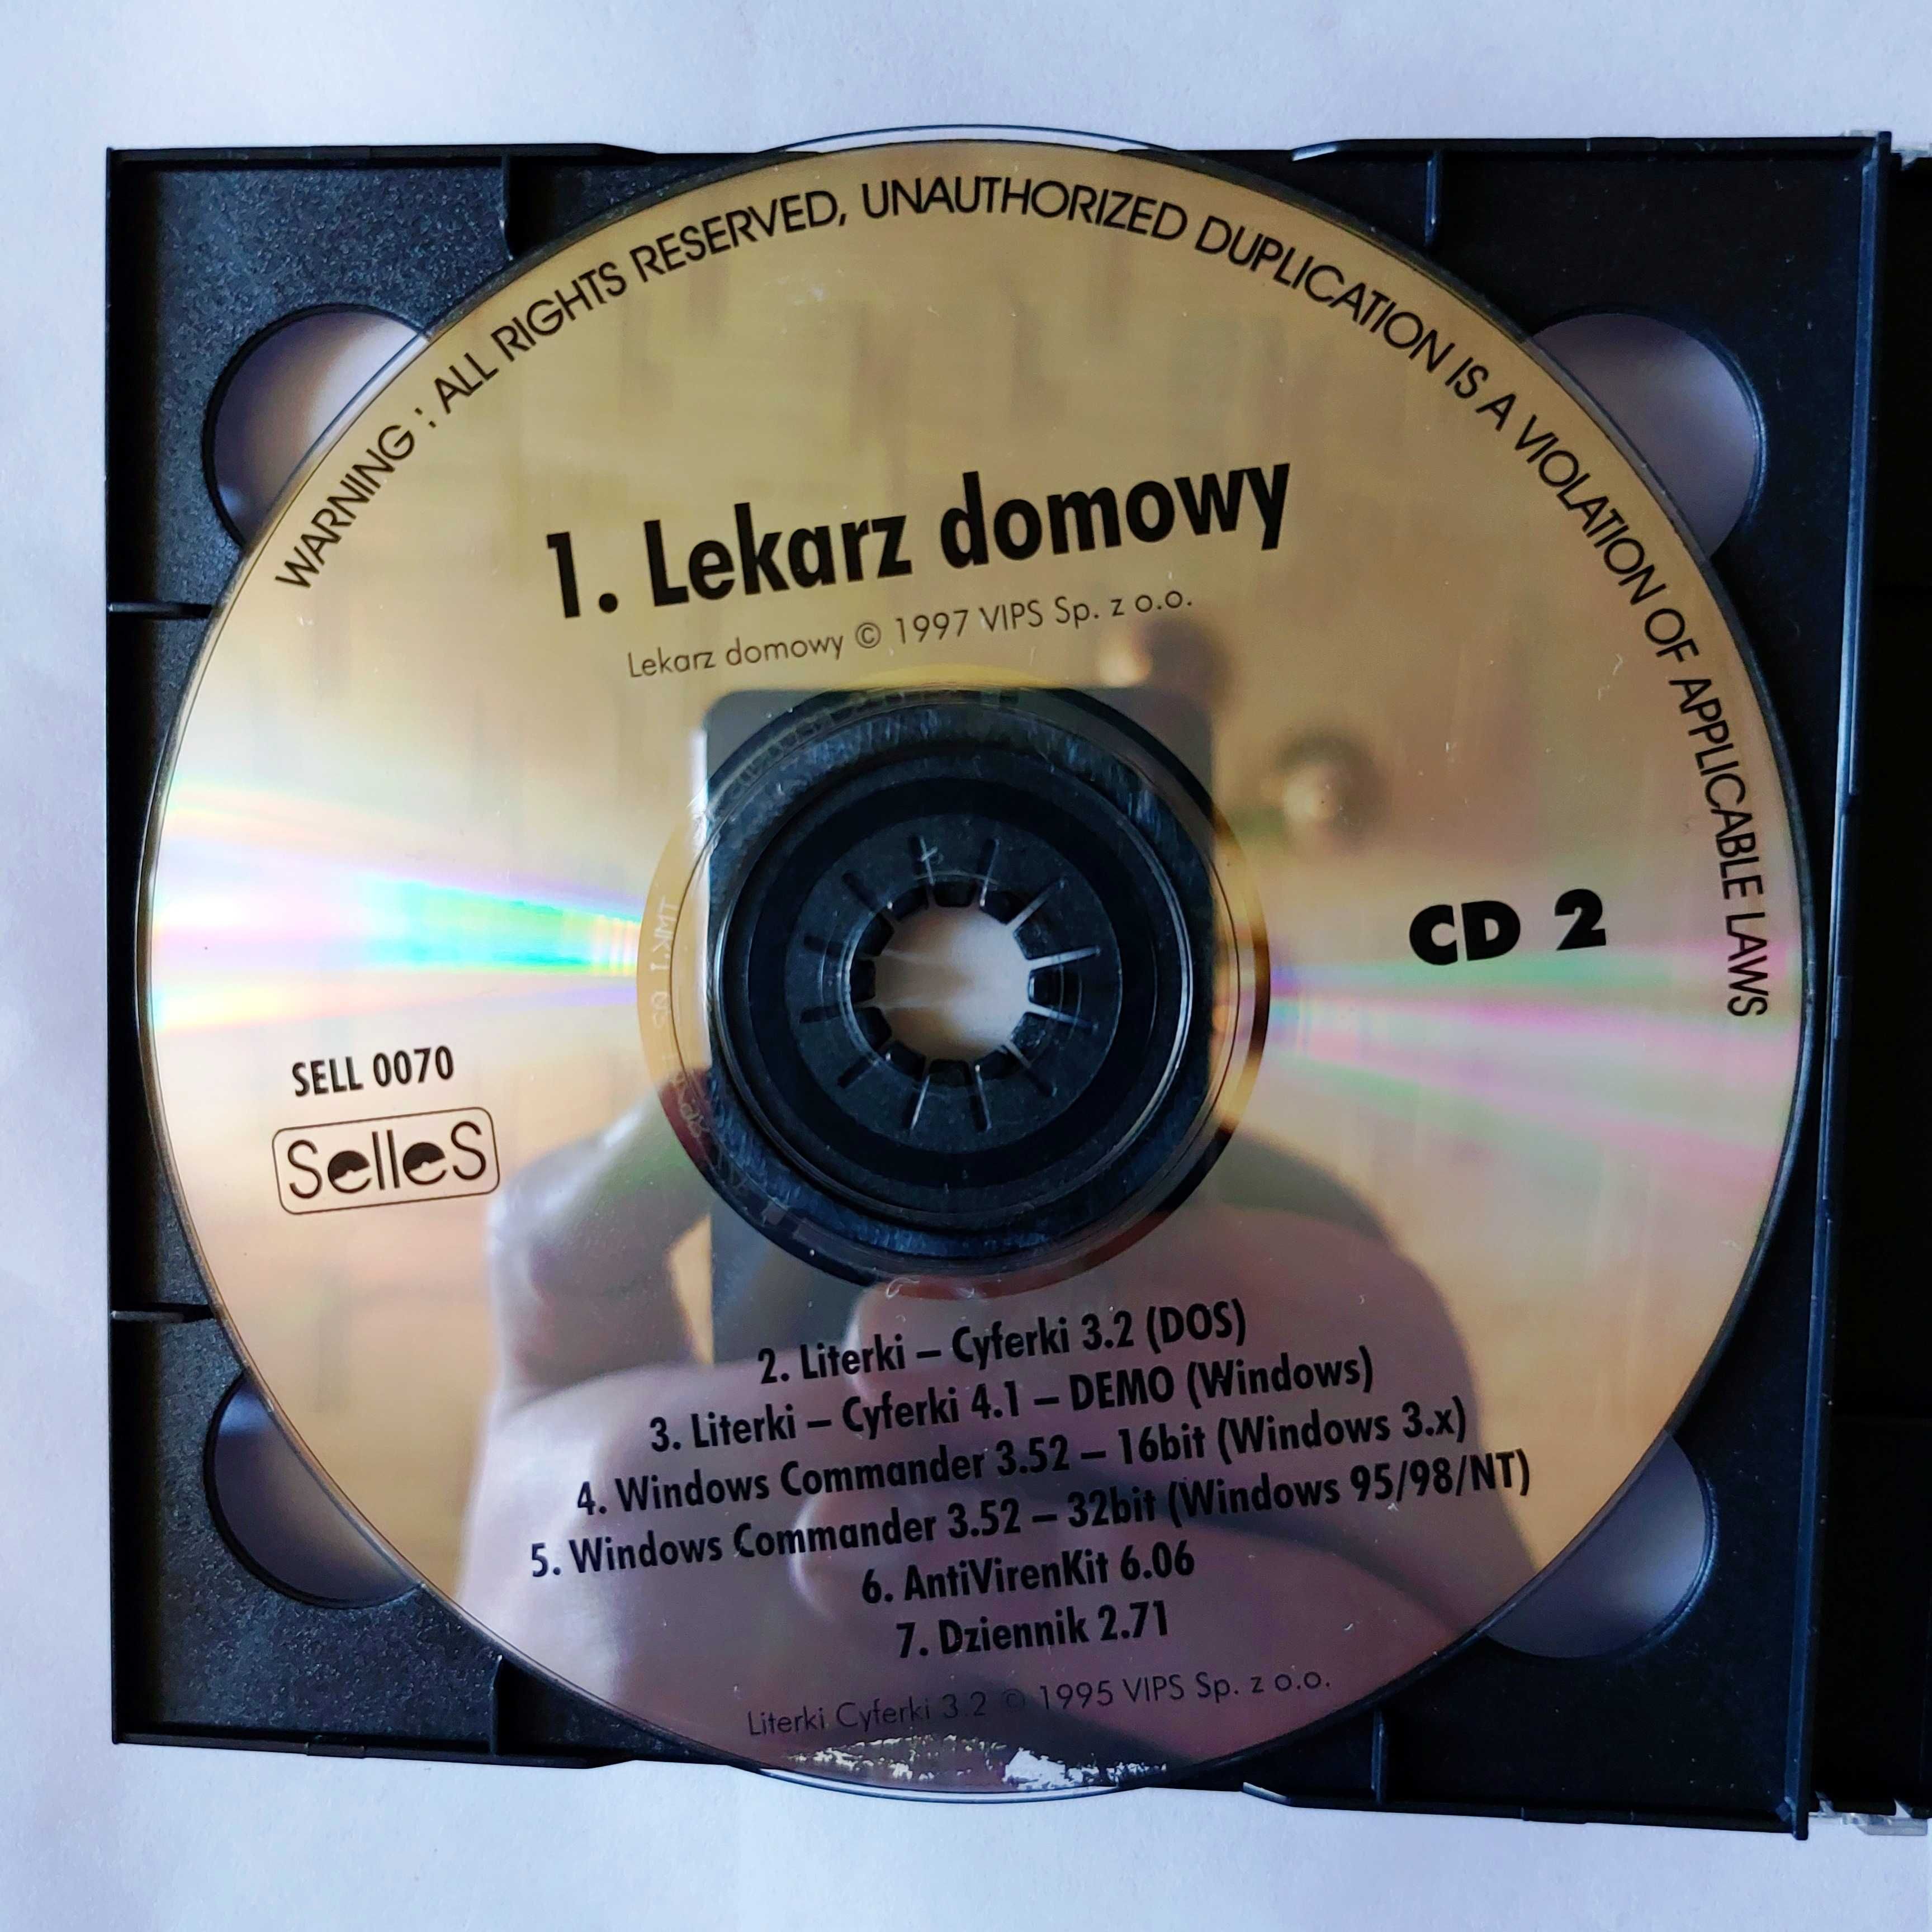 WARNING : ALL RIGHTS RESERVED, UNAUTHORIZED DUPLICATION IS A VIOLATION OF APPLICABLE LAWS
1. Lekarz domowy
Lekarz domowy © 1997 VIPS Sp. z o.o.
CD 2
SELL 0070
SelleS
2. Literki – Cyferki 3.2 (DOS)
3. Literki – Cyferki 4.1 – DEMO (Windows)
4. Windows Commander 3.52 – 16bit (Windows 3.x)
5. Windows Commander 3.52 – 32bit (Windows 95/98/NT)
6. AntiVirenKit 6.06
7. Dziennik 2.71
Literki Cyferki 3.2 © 1995 VIPS Sp. z o.o.